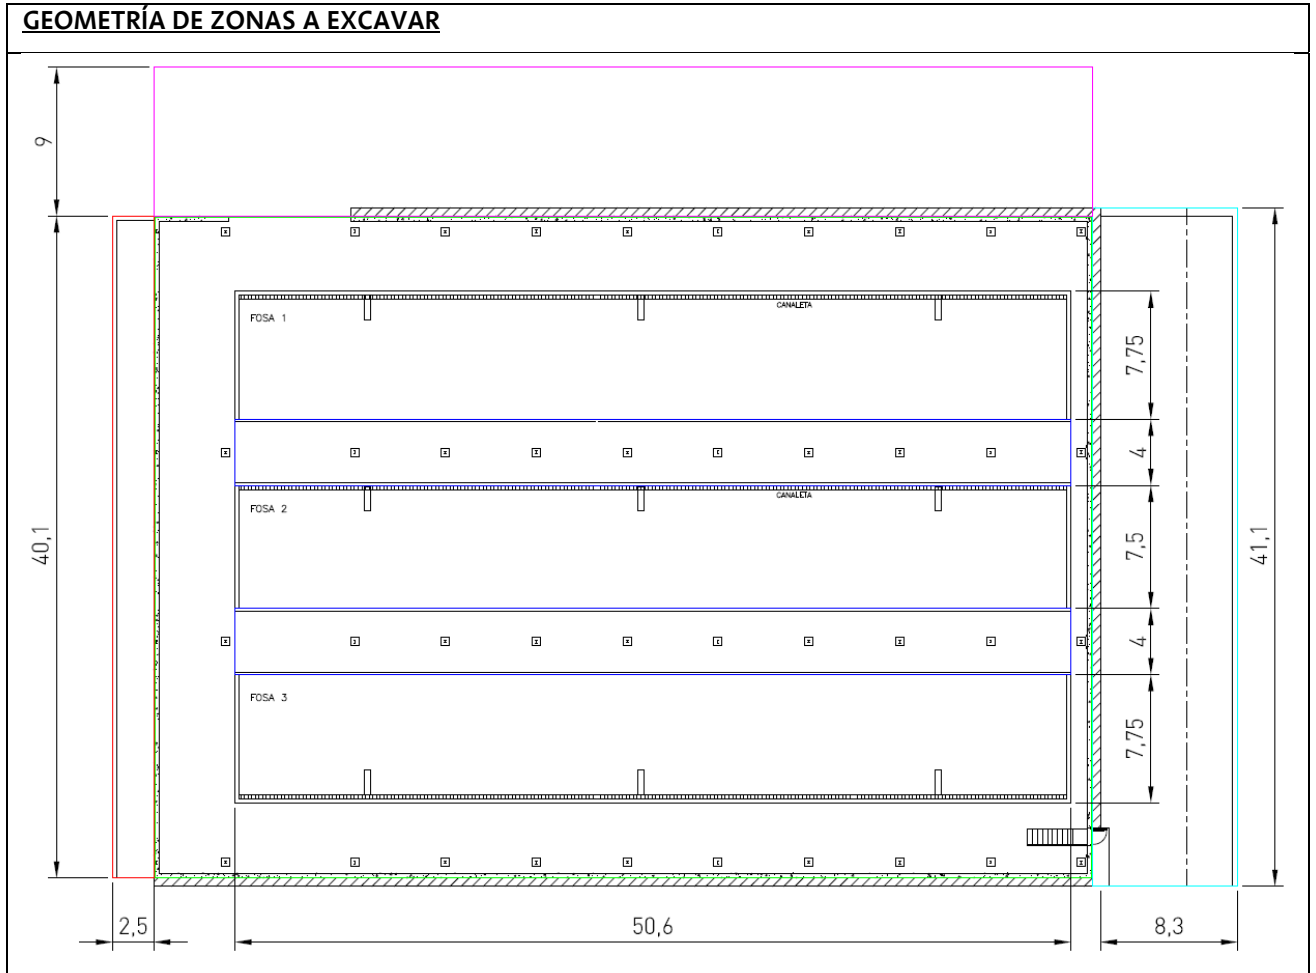 GEOMETRÍA DE ZONAS A EXCAVAR
9
CANALETA
FOSA 1
7,75
4
CANALETA
FOSA 2
7,5
40,1
41,1
4
FOSA 3
7,75
2,5
50,6
8,3